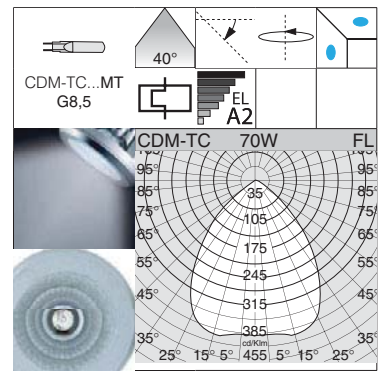 40°
CDM-TC...MT
G8,5
EL
A2
CDM-TC 70W FL
105° 105°
95° 95°
85° 35 85°
75° 105 75°
65° 175 65°
55° 245 55°
45° 315 45°
35° 385 35°
cd/Klm
25° 15° 5° 455 5° 15° 25°